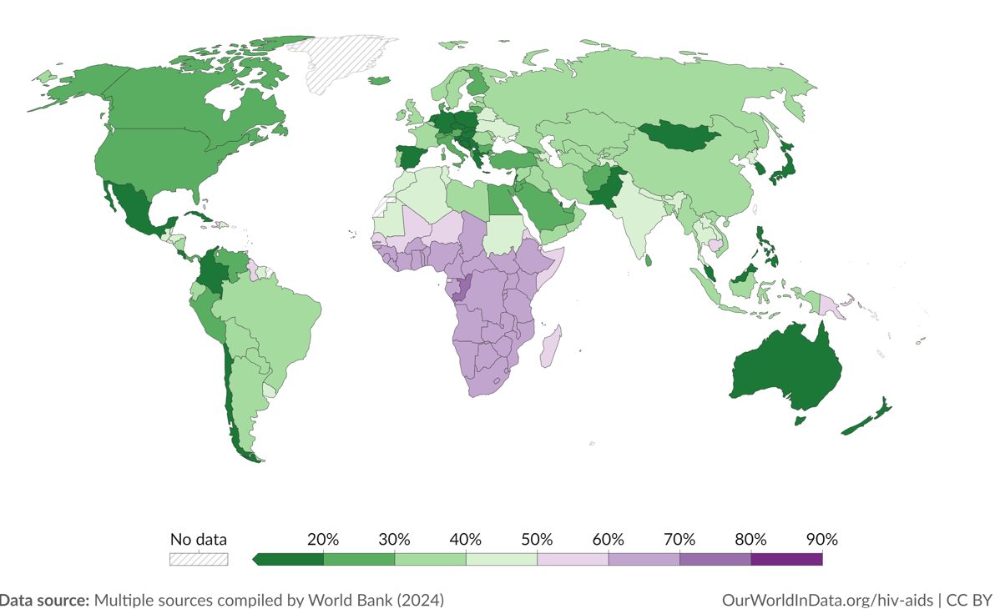 No data 20% 30% 40% 50% 60% 70% 80% 90%
Data source: Multiple sources compiled by World Bank (2024) OurWorldInData.org/hiv-aids | CC BY